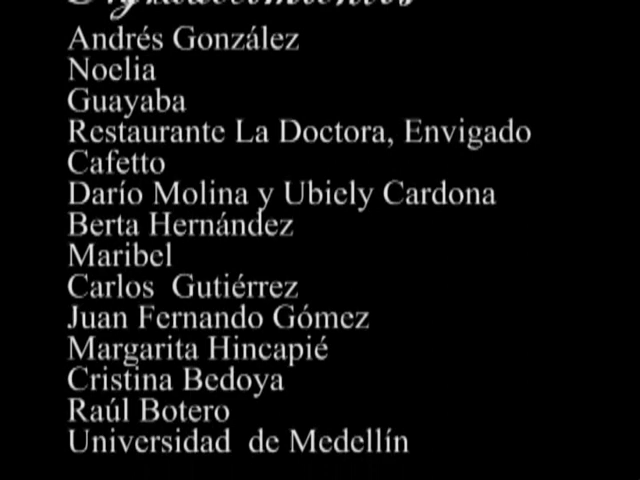 Agradecimientos
Andrés González
Noelia
Guayaba
Restaurante La Doctora, Envigado
Cafetto
Darío Molina y Ubiely Cardona
Berta Hernández
Maribel
Carlos  Gutiérrez
Juan Fernando Gómez
Margarita Hincapié
Cristina Bedoya
Raúl Botero
Universidad  de Medellín